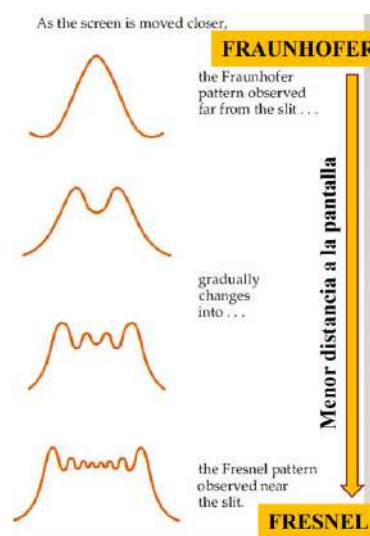 As the screen is moved closer,
FRAUNHOFER
the Fraunhofer
pattern observed
far from the slit . . .
gradually
changes
into . . .
Menor distancia a la pantalla
the Fresnel pattern
observed near
the slit.
FRESNEL